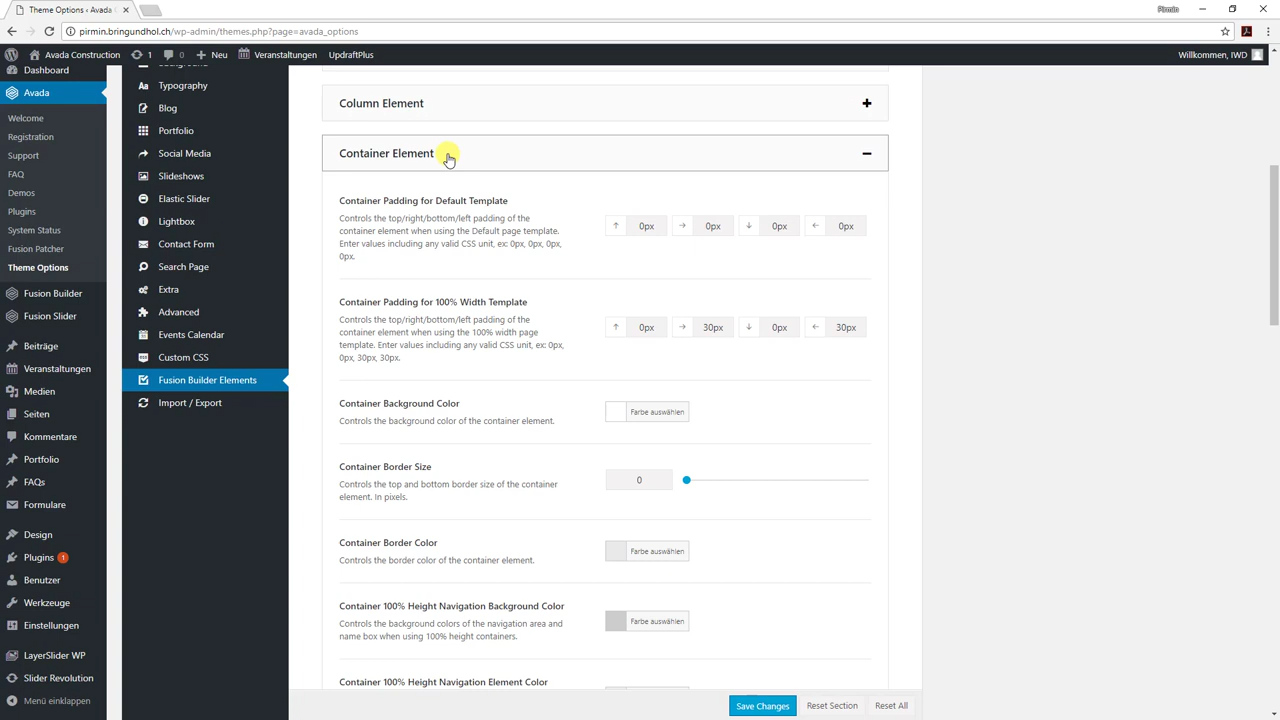 Theme Options ‹ Avada C
Pirmin
pirmin.bringundhol.ch/wp-admin/themes.php?page=avada_options
Avada Construction
1
0
Neu
Veranstaltungen
UpdraftPlus
Willkommen, IWD
Dashboard
Avada
Welcome
Registration
Support
FAQ
Demos
Plugins
System Status
Fusion Patcher
Theme Options
Fusion Builder
Fusion Slider
Beiträge
Veranstaltungen
Medien
Seiten
Kommentare
Portfolio
FAQs
Formulare
Design
Plugins 1
Benutzer
Werkzeuge
Einstellungen
LayerSlider WP
Slider Revolution
Menü einklappen
Aa Typography
Blog
Portfolio
Social Media
Slideshows
Elastic Slider
Lightbox
Contact Form
Search Page
Extra
Advanced
Events Calendar
Custom CSS
Fusion Builder Elements
Import / Export
Column Element
Container Element
Container Padding for Default Template
Controls the top/right/bottom/left padding of the
container element when using the Default page template.
Enter values including any valid CSS unit, ex: 0px, 0px, 0px,
0px.
0px
0px
0px
0px
Container Padding for 100% Width Template
Controls the top/right/bottom/left padding of the
container element when using the 100% width page
template. Enter values including any valid CSS unit, ex: 0px,
0px, 30px, 30px.
0px
30px
0px
30px
Container Background Color
Controls the background color of the container element.
Farbe auswählen
Container Border Size
Controls the top and bottom border size of the container
element. In pixels.
0
Container Border Color
Controls the border color of the container element.
Farbe auswählen
Container 100% Height Navigation Background Color
Controls the background colors of the navigation area and
name box when using 100% height containers.
Farbe auswählen
Container 100% Height Navigation Element Color
Save Changes
Reset Section
Reset All